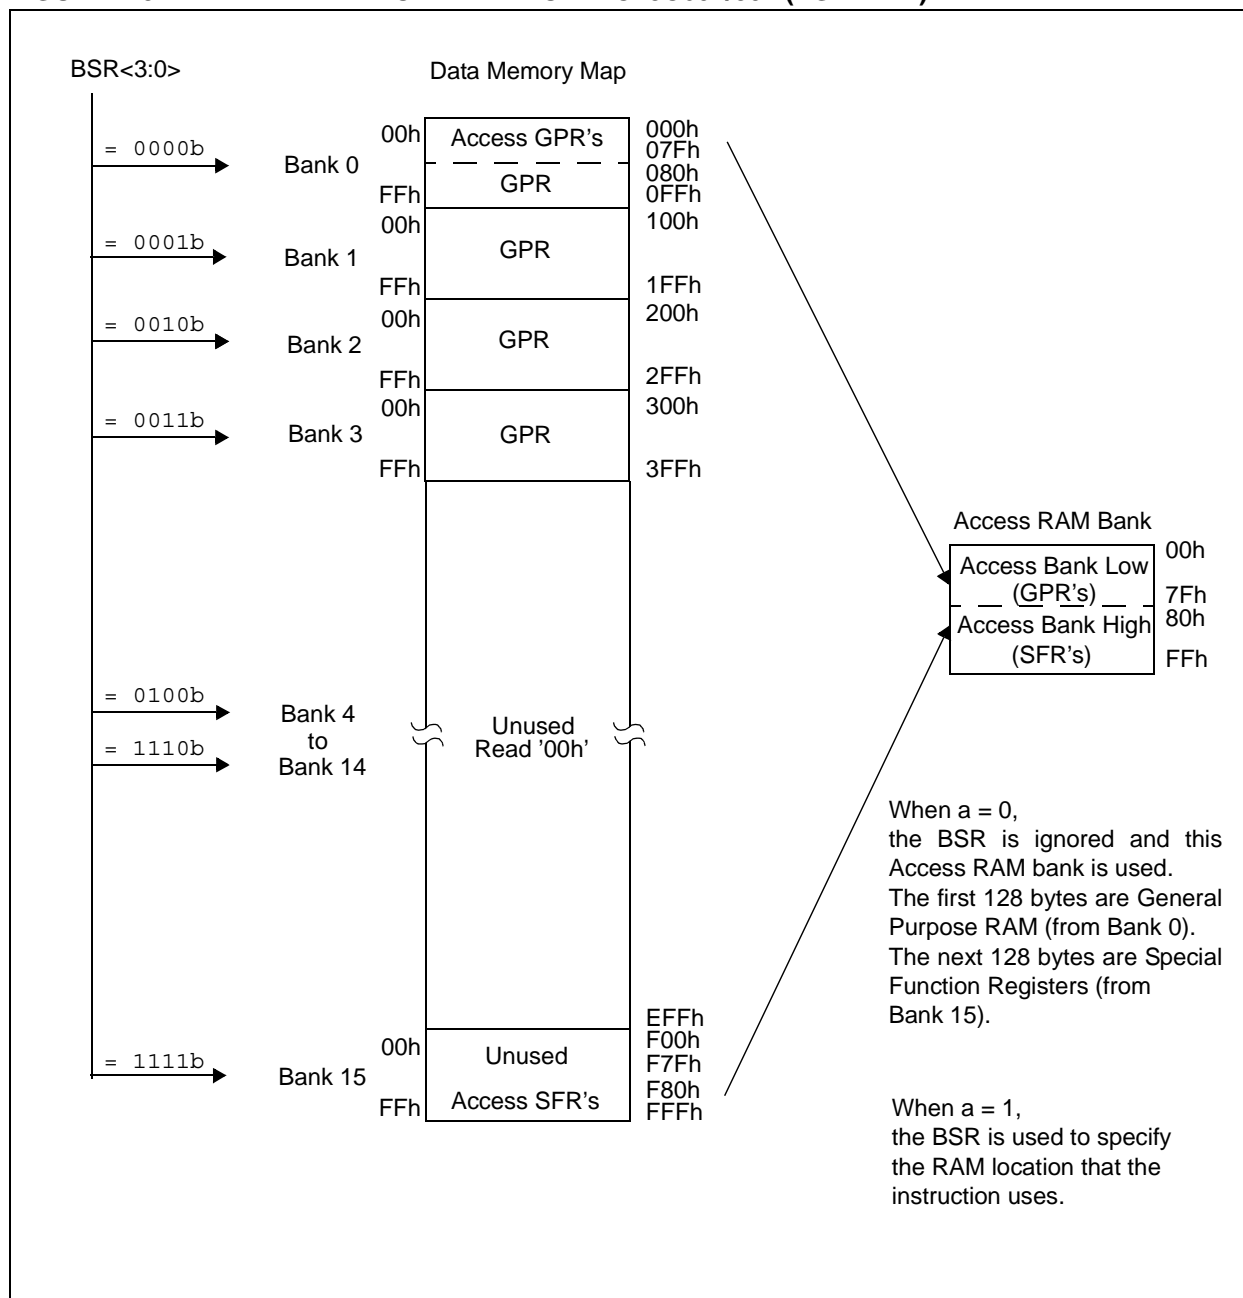 BSR<3:0>
Data Memory Map
= 0000b
Bank 0
00h
Access GPR's
000h
07Fh
FFh
GPR
080h
0FFh
= 0001b
Bank 1
00h
GPR
100h
FFh
1FFh
= 0010b
Bank 2
00h
GPR
200h
FFh
2FFh
= 0011b
Bank 3
00h
GPR
300h
FFh
3FFh
= 0100b
= 1110b
Bank 4
to
Bank 14
Unused
Read '00h'
EFFh
= 1111b
Bank 15
00h
Unused
F00h
F7Fh
FFh
Access SFR's
F80h
FFFh
Access RAM Bank
Access Bank Low
(GPR's)
00h
7Fh
Access Bank High
(SFR's)
80h
FFh
When a = 0,
the BSR is ignored and this
Access RAM bank is used.
The first 128 bytes are General
Purpose RAM (from Bank 0).
The next 128 bytes are Special
Function Registers (from
Bank 15).
When a = 1,
the BSR is used to specify
the RAM location that the
instruction uses.